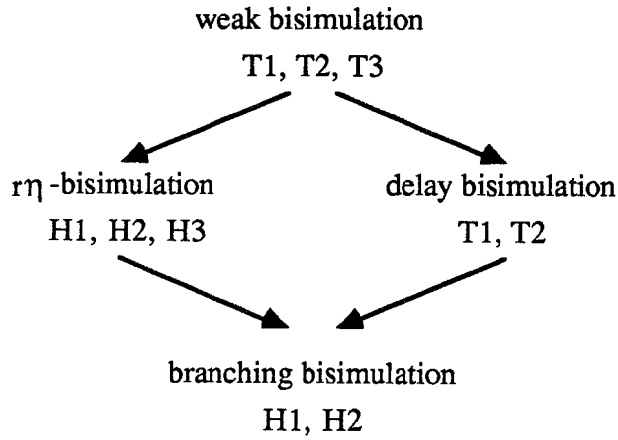 weak bisimulation
T1, T2, T3
rη -bisimulation
delay bisimulation
H1, H2, H3
T1, T2
branching bisimulation
H1, H2